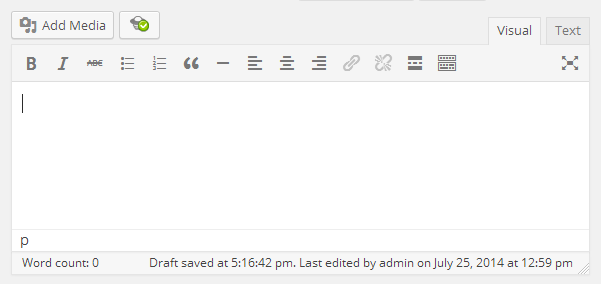 Add Media
Visual Text
B I ABC
p
Word count: 0 Draft saved at 5:16:42 pm. Last edited by admin on July 25, 2014 at 12:59 pm